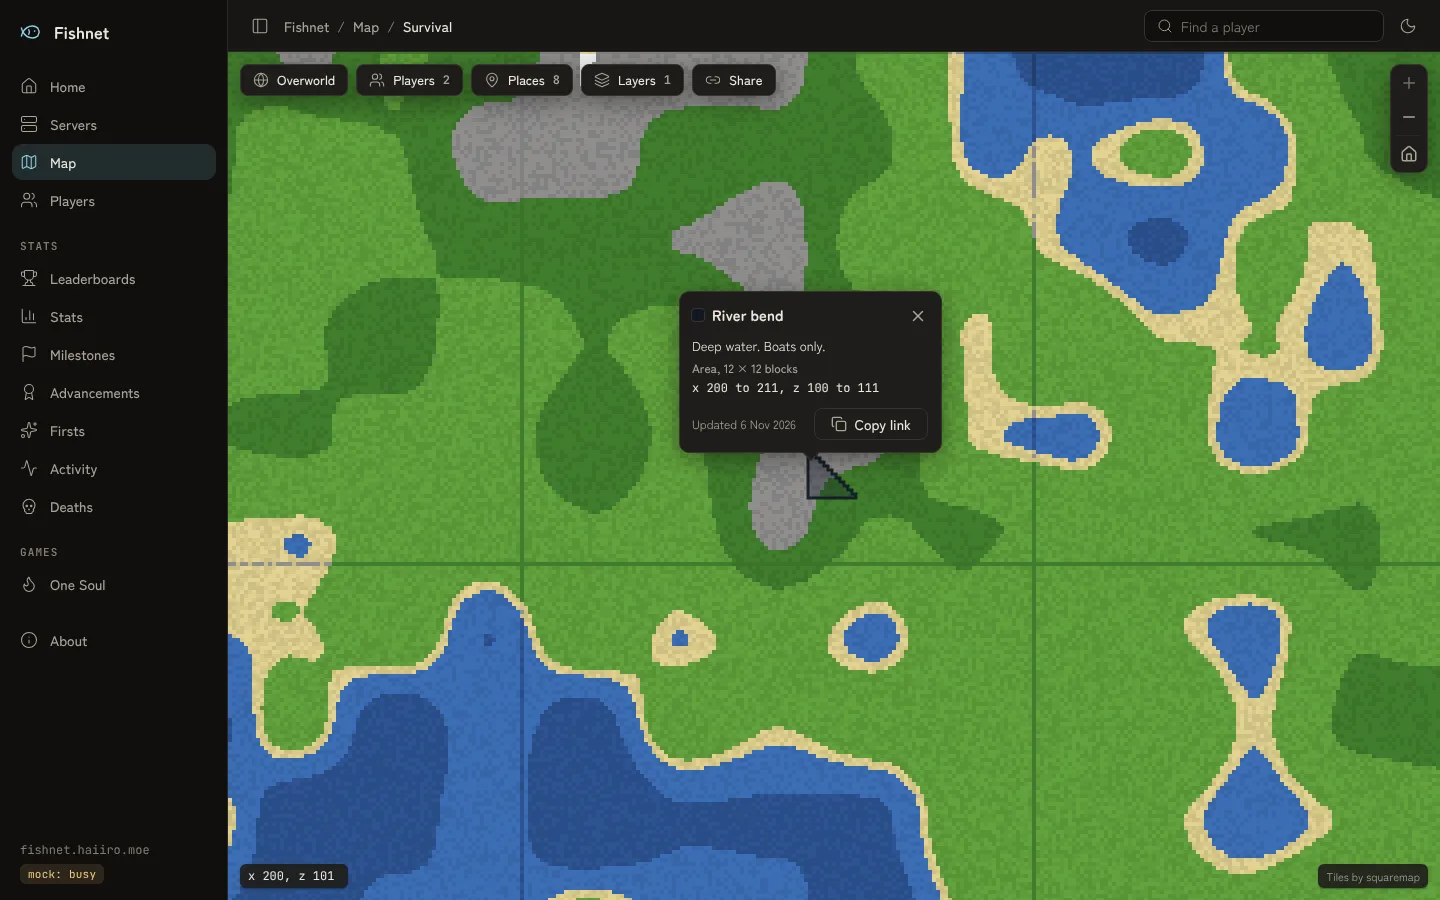 Fishnet
Fishnet / Map / Survival
Find a player
Home
Servers
Map
Players
STATS
Leaderboards
Stats
Milestones
Advancements
Firsts
Activity
Deaths
GAMES
One Soul
About
fishnet.haiiro.moe
mock: busy
Overworld
Players 2
Places 8
Layers 1
Share
River bend
Deep water. Boats only.
Area, 12 × 12 blocks
x 200 to 211, z 100 to 111
Updated 6 Nov 2026
Copy link
x 200, z 101
Tiles by squaremap